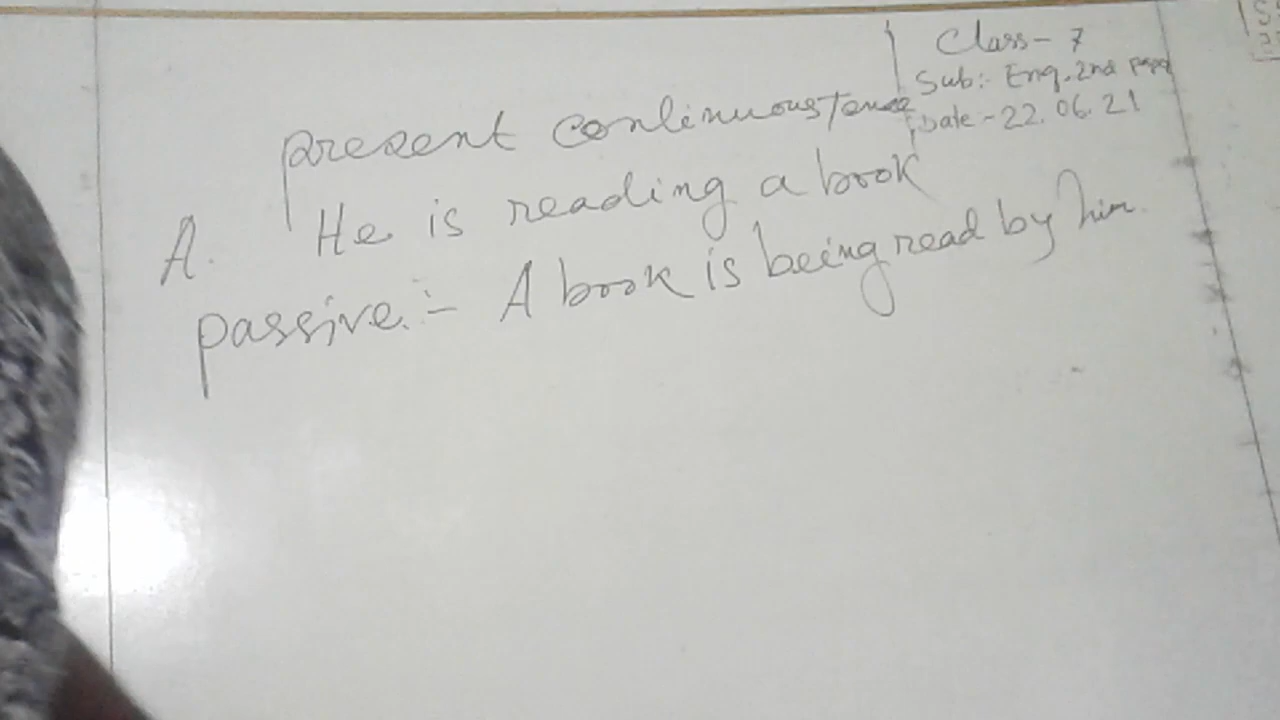 Class - 7
Sub:- Eng. 2nd paper
Date - 22.06.21
present continuous Tense
A. He is reading a book
passive :- A book is being read by him.